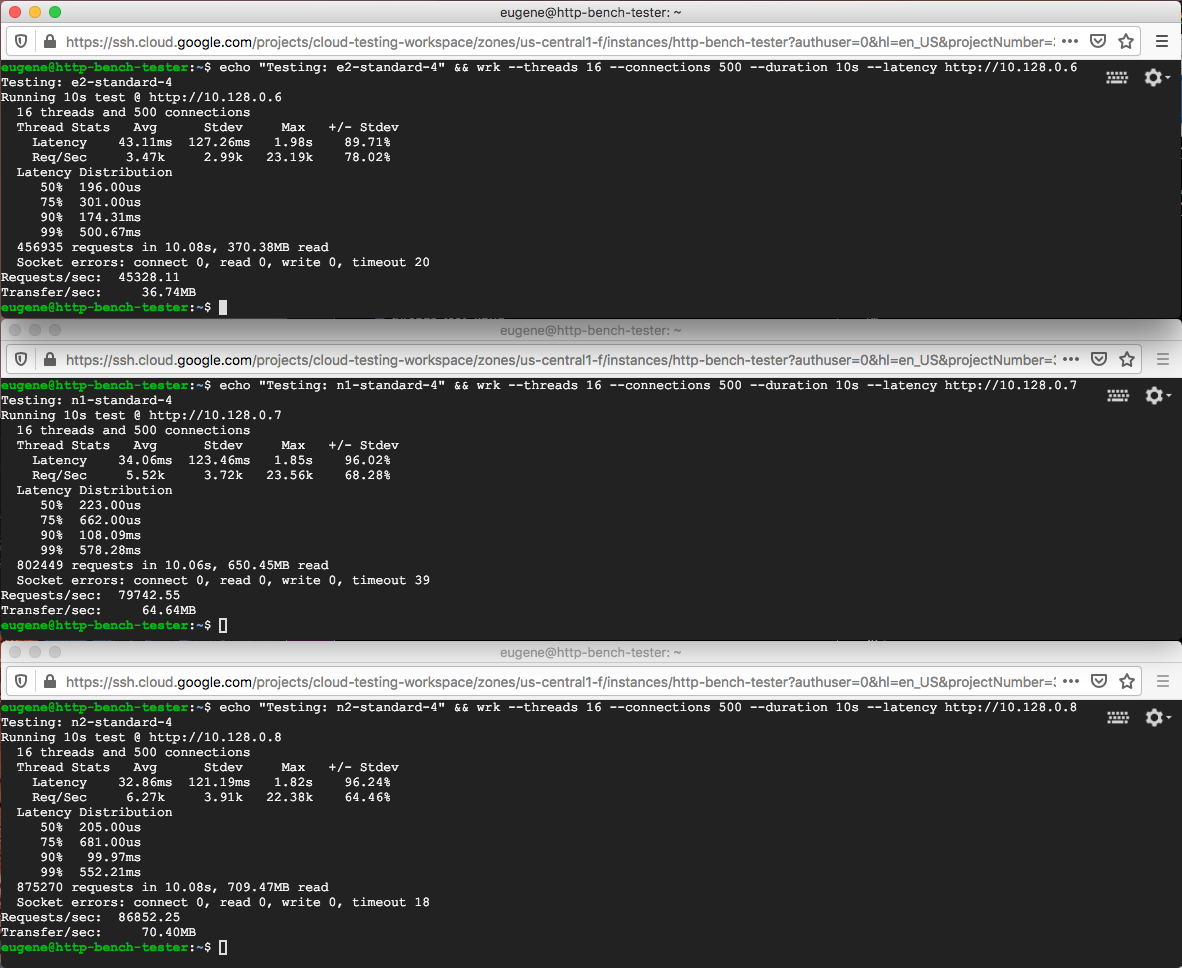 eugene@http-bench-tester: ~
https://ssh.cloud.google.com/projects/cloud-testing-workspace/zones/us-central1-f/instances/http-bench-tester?authuser=0&hl=en_US&projectNumber=
eugene@http-bench-tester:~$ echo "Testing: e2-standard-4" && wrk --threads 16 --connections 500 --duration 10s --latency http://10.128.0.6
Testing: e2-standard-4
Running 10s test @ http://10.128.0.6
  16 threads and 500 connections
  Thread Stats   Avg      Stdev     Max   +/- Stdev
    Latency    43.11ms  127.26ms   1.98s    89.71%
    Req/Sec     3.47k     2.99k   23.19k    78.02%
  Latency Distribution
     50%  196.00us
     75%  301.00us
     90%  174.31ms
     99%  500.67ms
  456935 requests in 10.08s, 370.38MB read
  Socket errors: connect 0, read 0, write 0, timeout 20
Requests/sec:  45328.11
Transfer/sec:     36.74MB
eugene@http-bench-tester:~$
eugene@http-bench-tester: ~
https://ssh.cloud.google.com/projects/cloud-testing-workspace/zones/us-central1-f/instances/http-bench-tester?authuser=0&hl=en_US&projectNumber=
eugene@http-bench-tester:~$ echo "Testing: n1-standard-4" && wrk --threads 16 --connections 500 --duration 10s --latency http://10.128.0.7
Testing: n1-standard-4
Running 10s test @ http://10.128.0.7
  16 threads and 500 connections
  Thread Stats   Avg      Stdev     Max   +/- Stdev
    Latency    34.06ms  123.46ms   1.85s    96.02%
    Req/Sec     5.52k     3.72k   23.56k    68.28%
  Latency Distribution
     50%  223.00us
     75%  662.00us
     90%  108.09ms
     99%  578.28ms
  802449 requests in 10.06s, 650.45MB read
  Socket errors: connect 0, read 0, write 0, timeout 39
Requests/sec:  79742.55
Transfer/sec:     64.64MB
eugene@http-bench-tester:~$
eugene@http-bench-tester: ~
https://ssh.cloud.google.com/projects/cloud-testing-workspace/zones/us-central1-f/instances/http-bench-tester?authuser=0&hl=en_US&projectNumber=
eugene@http-bench-tester:~$ echo "Testing: n2-standard-4" && wrk --threads 16 --connections 500 --duration 10s --latency http://10.128.0.8
Testing: n2-standard-4
Running 10s test @ http://10.128.0.8
  16 threads and 500 connections
  Thread Stats   Avg      Stdev     Max   +/- Stdev
    Latency    32.86ms  121.19ms   1.82s    96.24%
    Req/Sec     6.27k     3.91k   22.38k    64.46%
  Latency Distribution
     50%  205.00us
     75%  681.00us
     90%   99.97ms
     99%  552.21ms
  875270 requests in 10.08s, 709.47MB read
  Socket errors: connect 0, read 0, write 0, timeout 18
Requests/sec:  86852.25
Transfer/sec:     70.40MB
eugene@http-bench-tester:~$